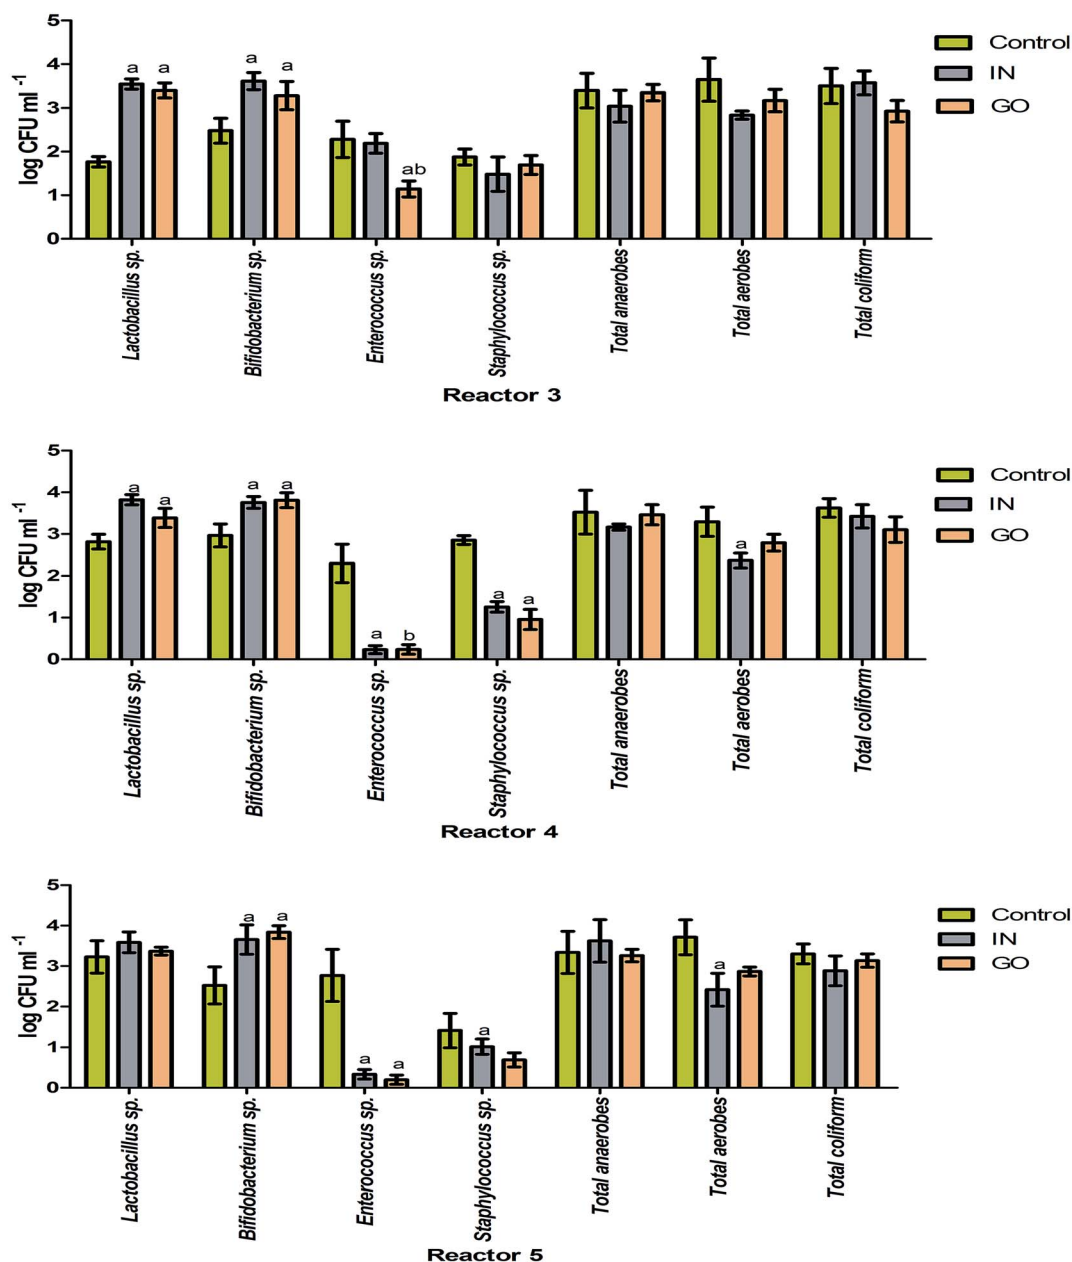 5
4
3
2
1
0
log CFU ml -1
a a
a a
ab
Control
IN
GO
Lactobacillus sp.
Bifidobacterium sp.
Enterococcus sp.
Staphylococcus sp.
Total anaerobes
Total aerobes
Total coliform
Reactor 3
5
4
3
2
1
0
log CFU ml -1
a a
a a
a b
a a
a
Control
IN
GO
Lactobacillus sp.
Bifidobacterium sp.
Enterococcus sp.
Staphylococcus sp.
Total anaerobes
Total aerobes
Total coliform
Reactor 4
5
4
3
2
1
0
log CFU ml -1
a a
a a
a
a
Control
IN
GO
Lactobacillus sp.
Bifidobacterium sp.
Enterococcus sp.
Staphylococcus sp.
Total anaerobes
Total aerobes
Total coliform
Reactor 5